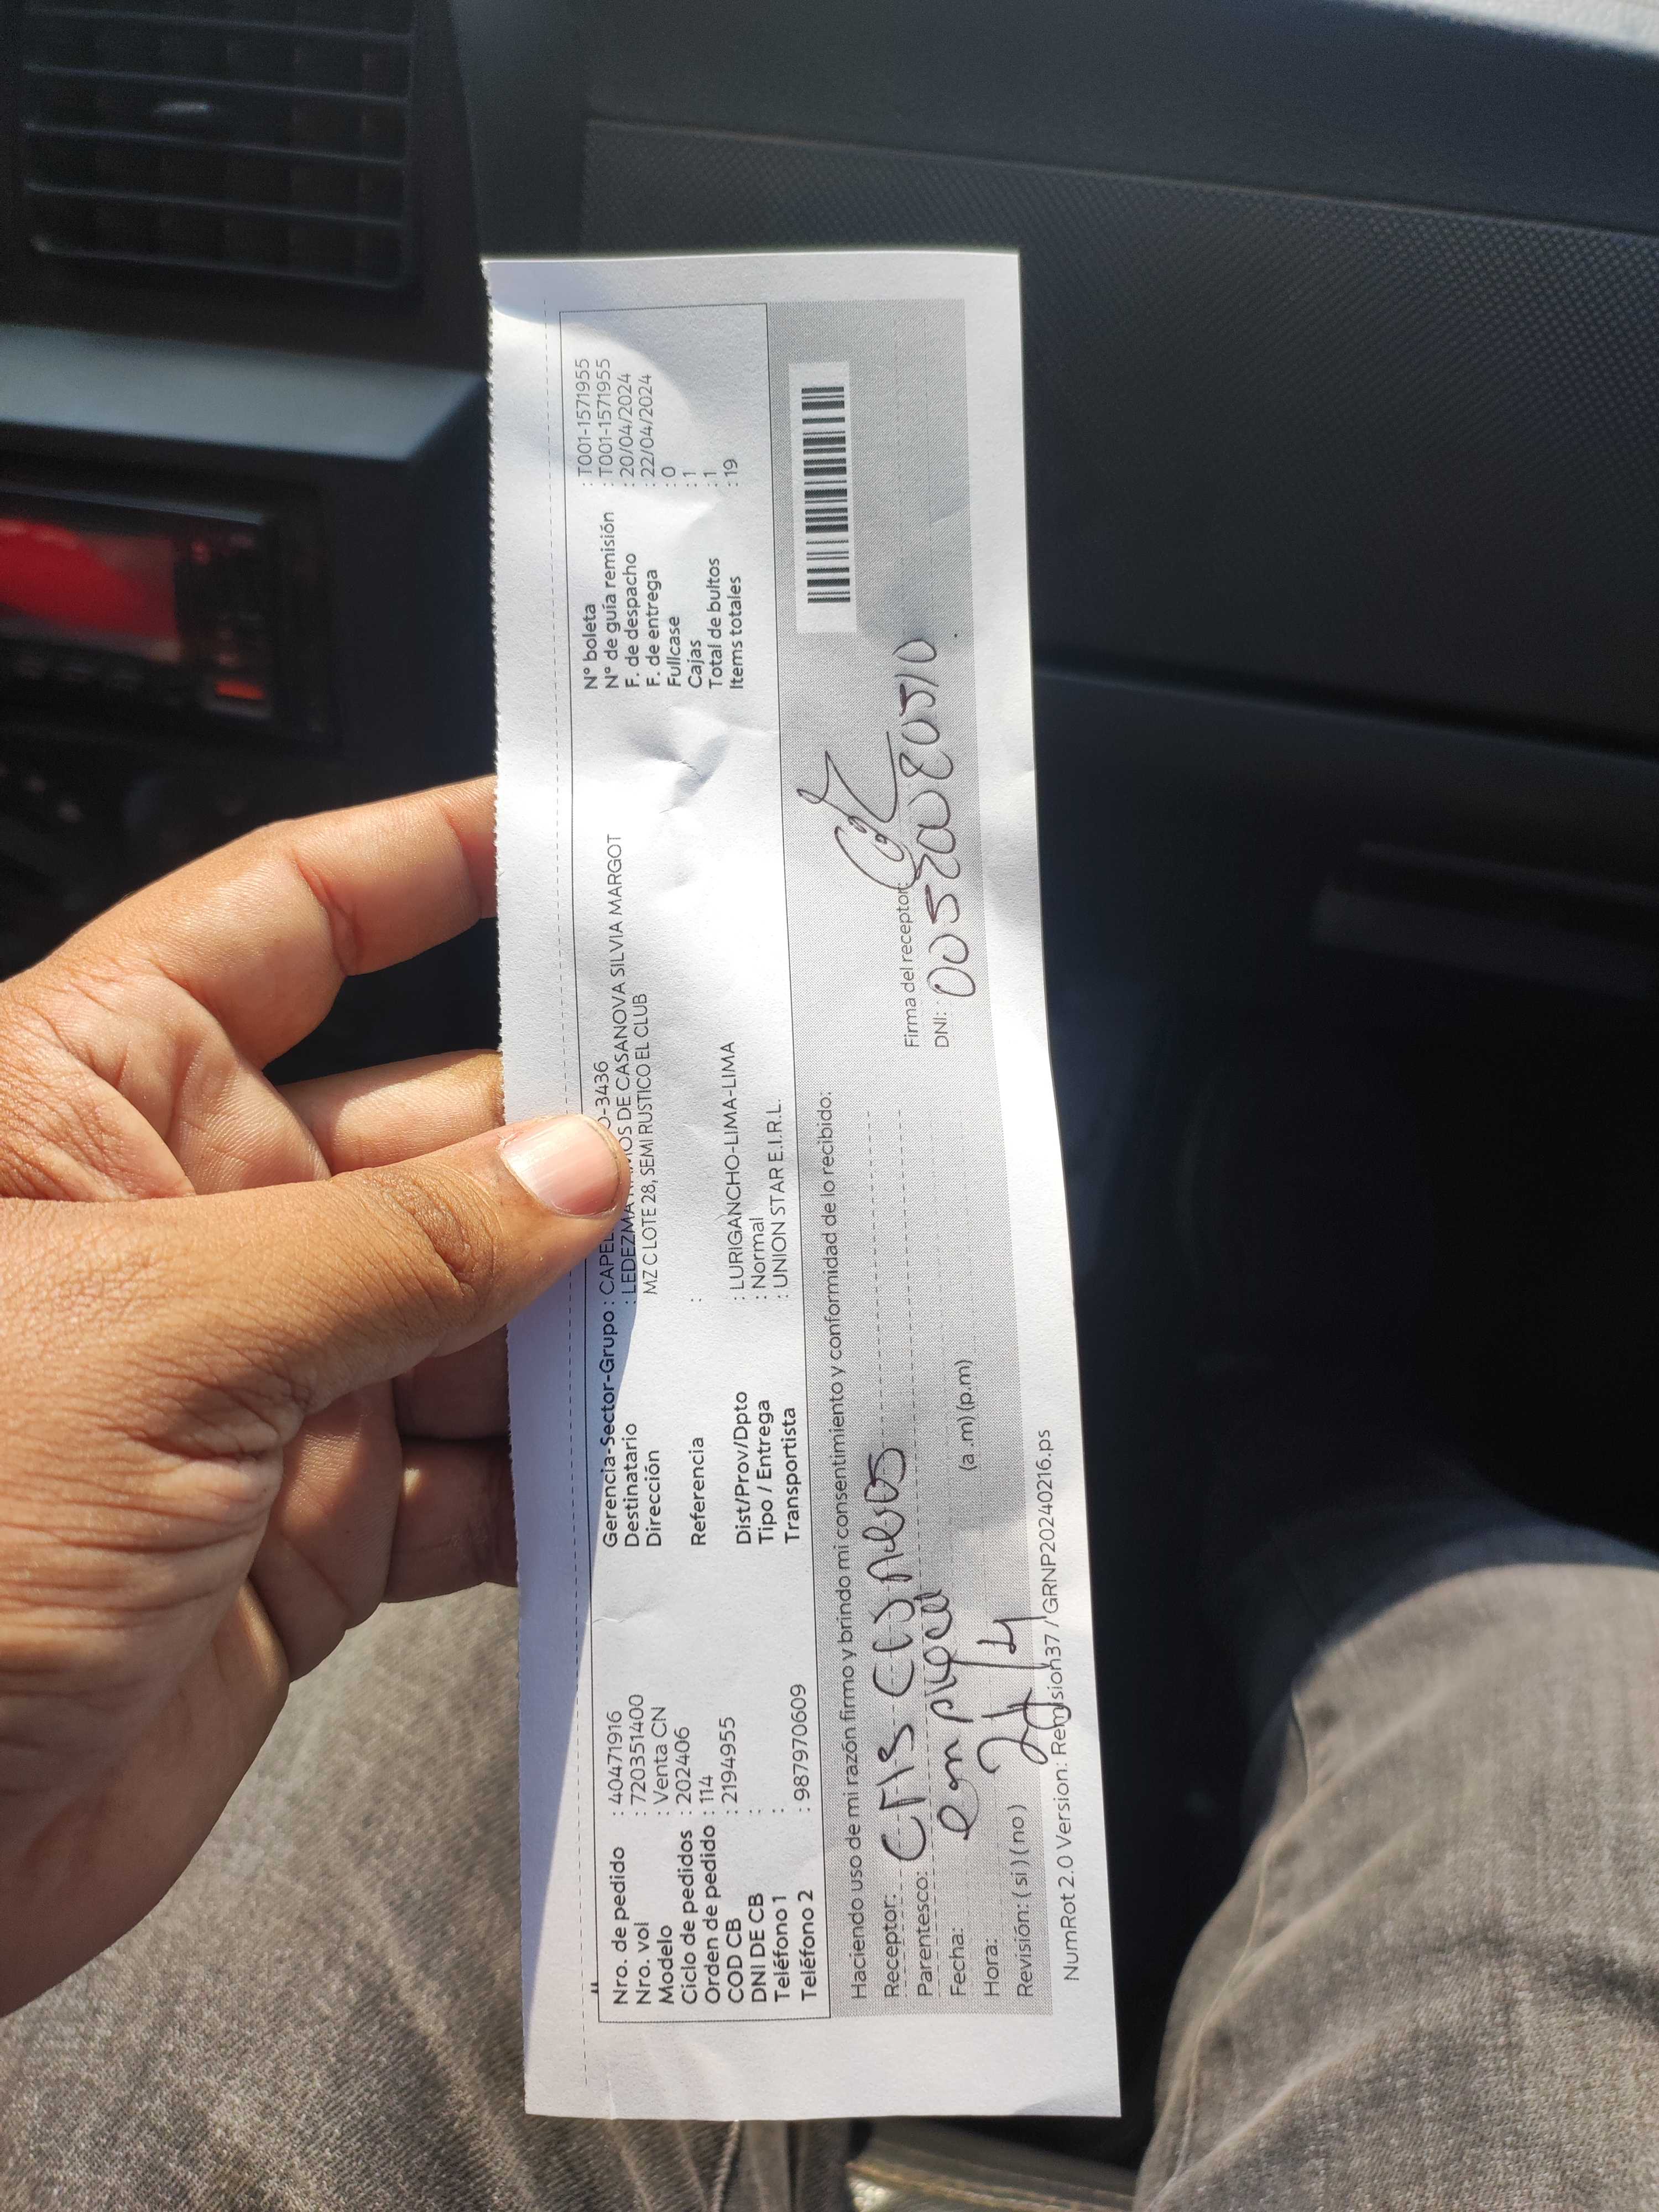 Nro. de pedido : 40471916
Nro. vol : 720351400
Modelo : Venta CN
Ciclo de pedidos : 202406
Orden de pedido : 114
COD CB : 2194955
DNI DE CB :
Teléfono 1 :
Teléfono 2 : 987970609
Gerencia-Sector-Grupo : CAPEL O-3436
Destinatario : LEDEZMA DE CASANOVA SILVIA MARGOT
Dirección MZ C LOTE 28, SEMI RUSTICO EL CLUB
Referencia :
Dist/Prov/Dpto : LURIGANCHO-LIMA-LIMA
Tipo / Entrega : Normal
Transportista : UNION STAR E.I.R.L.
N° boleta : T001-1571955
N° de guía remisión : T001-1571955
F. de despacho : 20/04/2024
F. de entrega : 22/04/2024
Fullcase : 0
Cajas : 1
Total de bultos : 1
Items totales : 19
Haciendo uso de mi razón firmo y brindo mi consentimiento y conformidad de lo recibido:
Receptor:
Parentesco:
Fecha:
Hora: (a.m) (p.m)
Revisión: ( si ) ( no )
Firma del receptor:
DNI:
NumRot 2.0 Version: Remision37 / GRNP20240216.ps